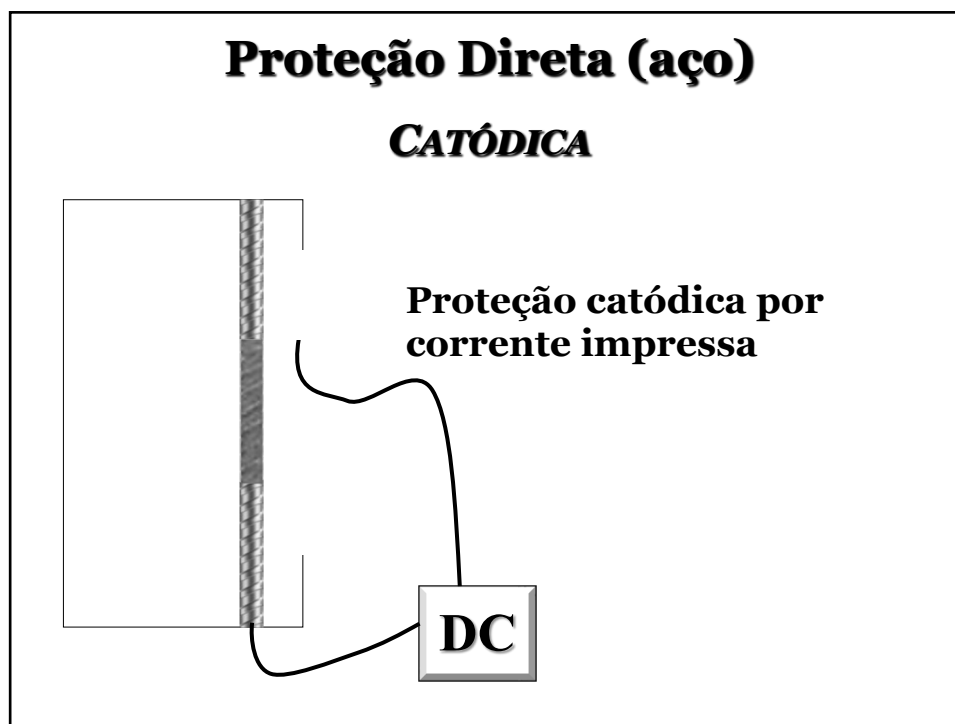 Proteção Direta (aço)
CATÓDICA
Proteção catódica por
corrente impressa
DC